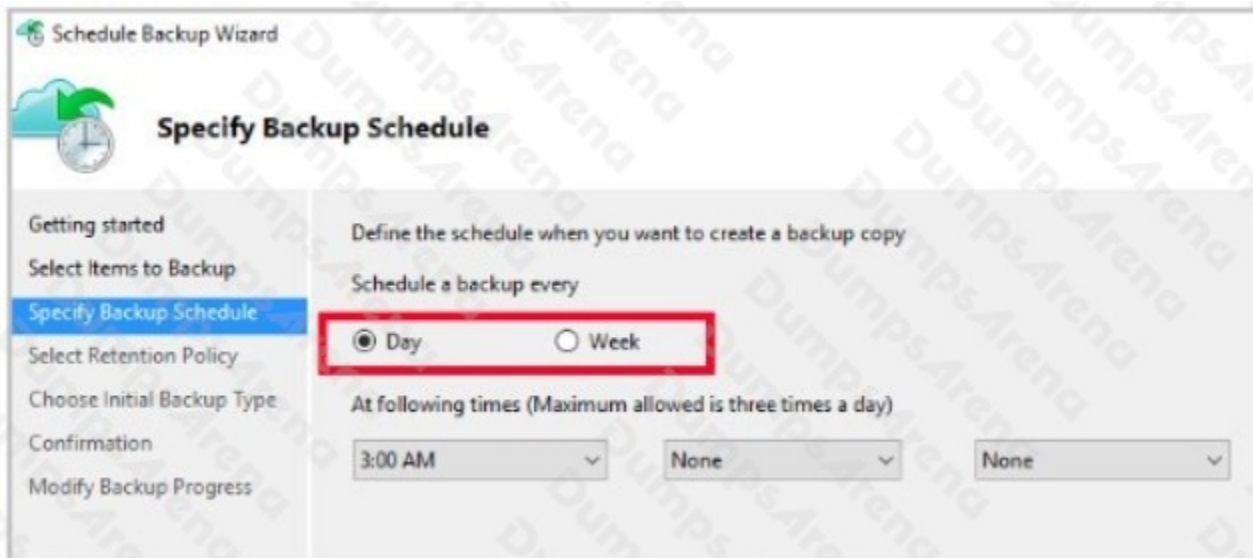 Schedule Backup Wizard
Specify Backup Schedule
Getting started
Select Items to Backup
Specify Backup Schedule
Select Retention Policy
Choose Initial Backup Type
Confirmation
Modify Backup Progress
Define the schedule when you want to create a backup copy
Schedule a backup every
Day Week
At following times (Maximum allowed is three times a day)
3:00 AM None None
DumpsArena